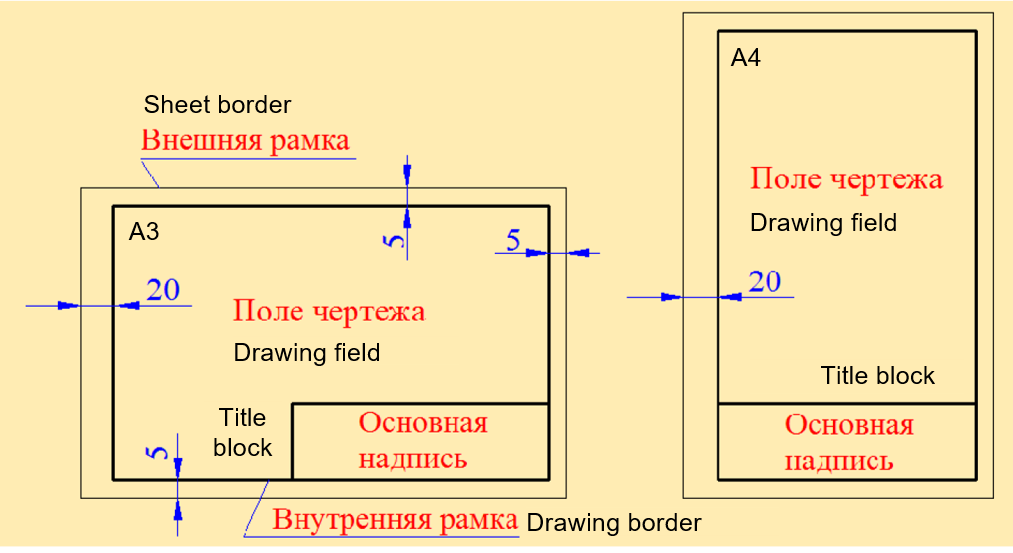 Sheet border
Внешняя рамка
A3
5
5
20
Поле чертежа
Drawing field
Title
block
Основная
надпись
5
Внутренняя рамка Drawing border
A4
Поле чертежа
Drawing field
20
Title block
Основная
надпись